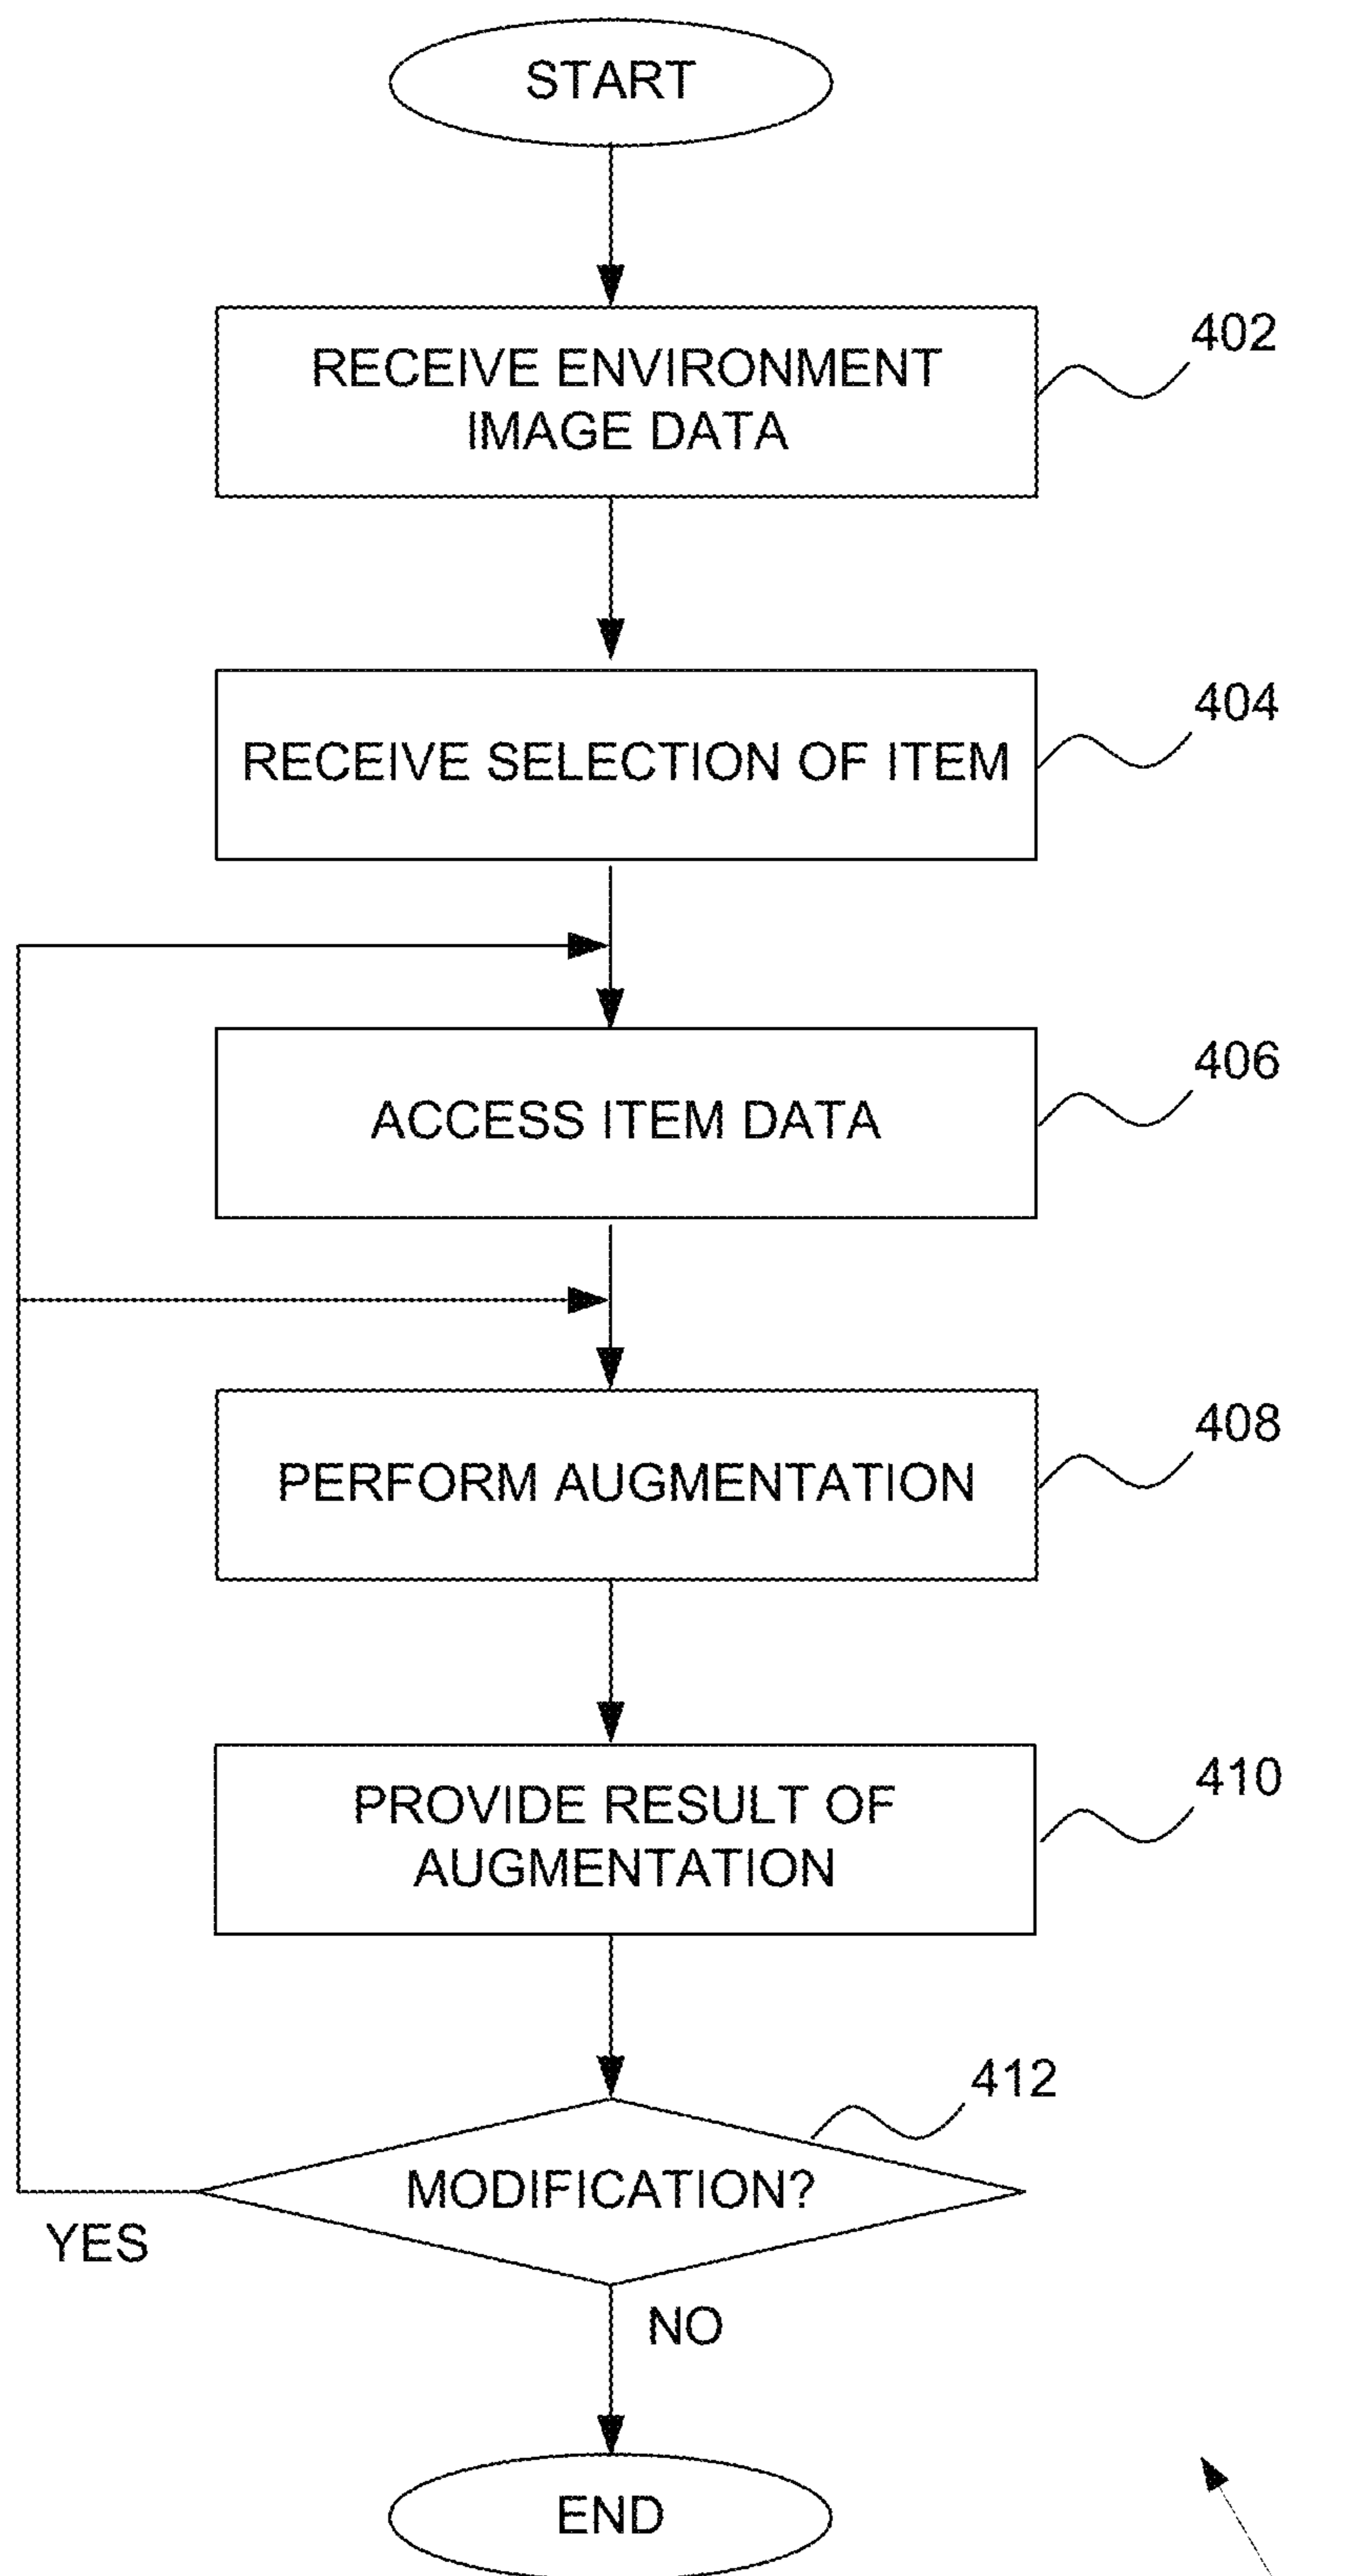 START
RECEIVE ENVIRONMENT
IMAGE DATA
402
RECEIVE SELECTION OF ITEM
404
ACCESS ITEM DATA
406
PERFORM AUGMENTATION
408
PROVIDE RESULT OF
AUGMENTATION
410
412
MODIFICATION?
YES
NO
END